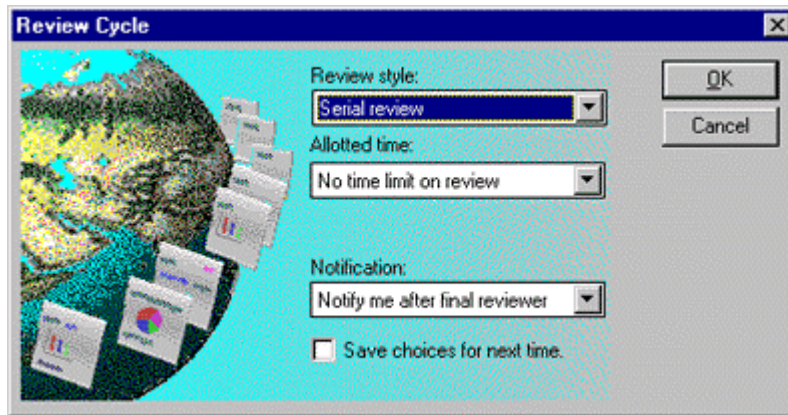 Review Cycle
Review style:
Serial review
Allotted time:
No time limit on review
Notification:
Notify me after final reviewer
Save choices for next time.
OK
Cancel